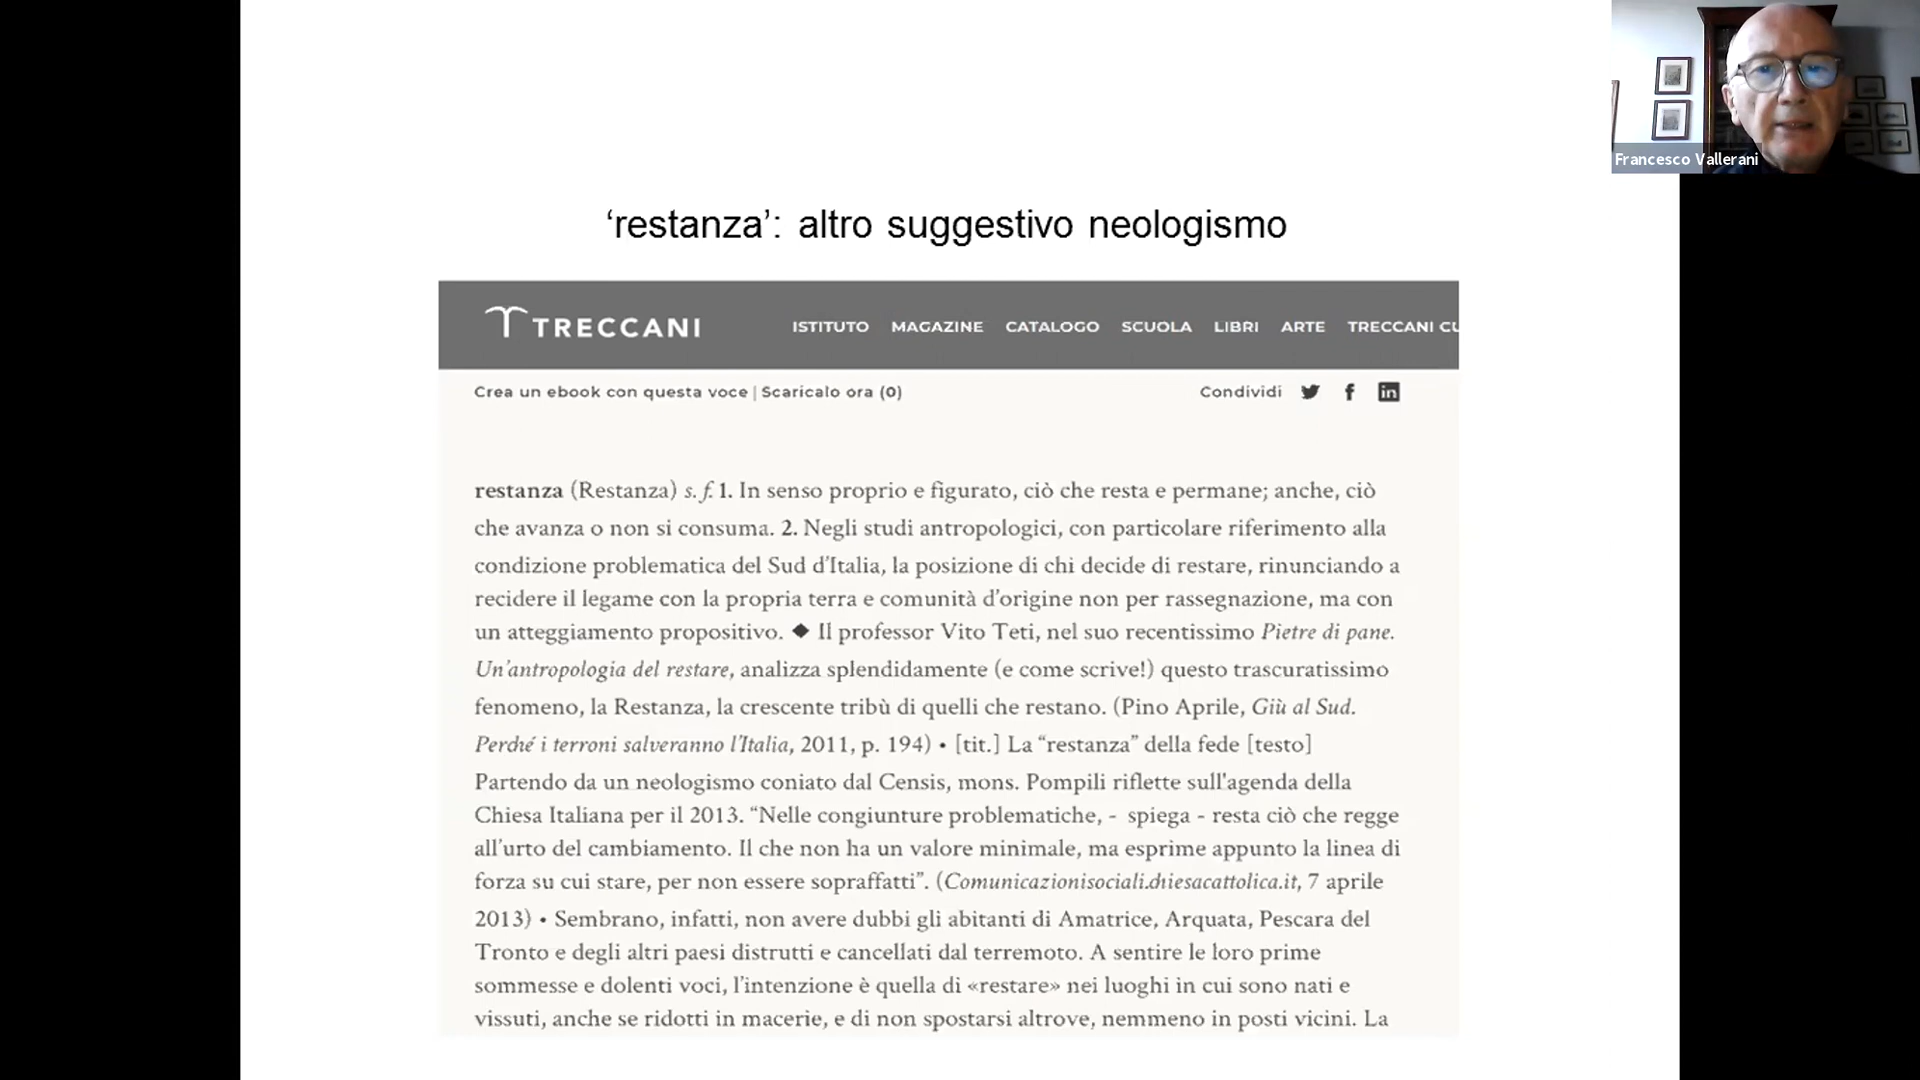 Francesco Vallerani
‘restanza’: altro suggestivo neologismo
TRECCANI
ISTITUTO MAGAZINE CATALOGO SCUOLA LIBRI ARTE TRECCANI CU
Crea un ebook con questa voce | Scaricalo ora (0)
Condividi
restanza (Restanza) s. f. 1. In senso proprio e figurato, ciò che resta e permane; anche, ciò
che avanza o non si consuma. 2. Negli studi antropologici, con particolare riferimento alla
condizione problematica del Sud d’Italia, la posizione di chi decide di restare, rinunciando a
recidere il legame con la propria terra e comunità d’origine non per rassegnazione, ma con
un atteggiamento propositivo. ◆ Il professor Vito Teti, nel suo recentissimo Pietre di pane.
Un’antropologia del restare, analizza splendidamente (e come scrive!) questo trascuratissimo
fenomeno, la Restanza, la crescente tribù di quelli che restano. (Pino Aprile, Giù al Sud.
Perché i terroni salveranno l’Italia, 2011, p. 194) • [tit.] La “restanza” della fede [testo]
Partendo da un neologismo coniato dal Censis, mons. Pompili riflette sull'agenda della
Chiesa Italiana per il 2013. “Nelle congiunture problematiche, - spiega - resta ciò che regge
all’urto del cambiamento. Il che non ha un valore minimale, ma esprime appunto la linea di
forza su cui stare, per non essere sopraffatti”. (Comunicazionisociali.chiesacattolica.it, 7 aprile
2013) • Sembrano, infatti, non avere dubbi gli abitanti di Amatrice, Arquata, Pescara del
Tronto e degli altri paesi distrutti e cancellati dal terremoto. A sentire le loro prime
sommesse e dolenti voci, l’intenzione è quella di «restare» nei luoghi in cui sono nati e
vissuti, anche se ridotti in macerie, e di non spostarsi altrove, nemmeno in posti vicini. La